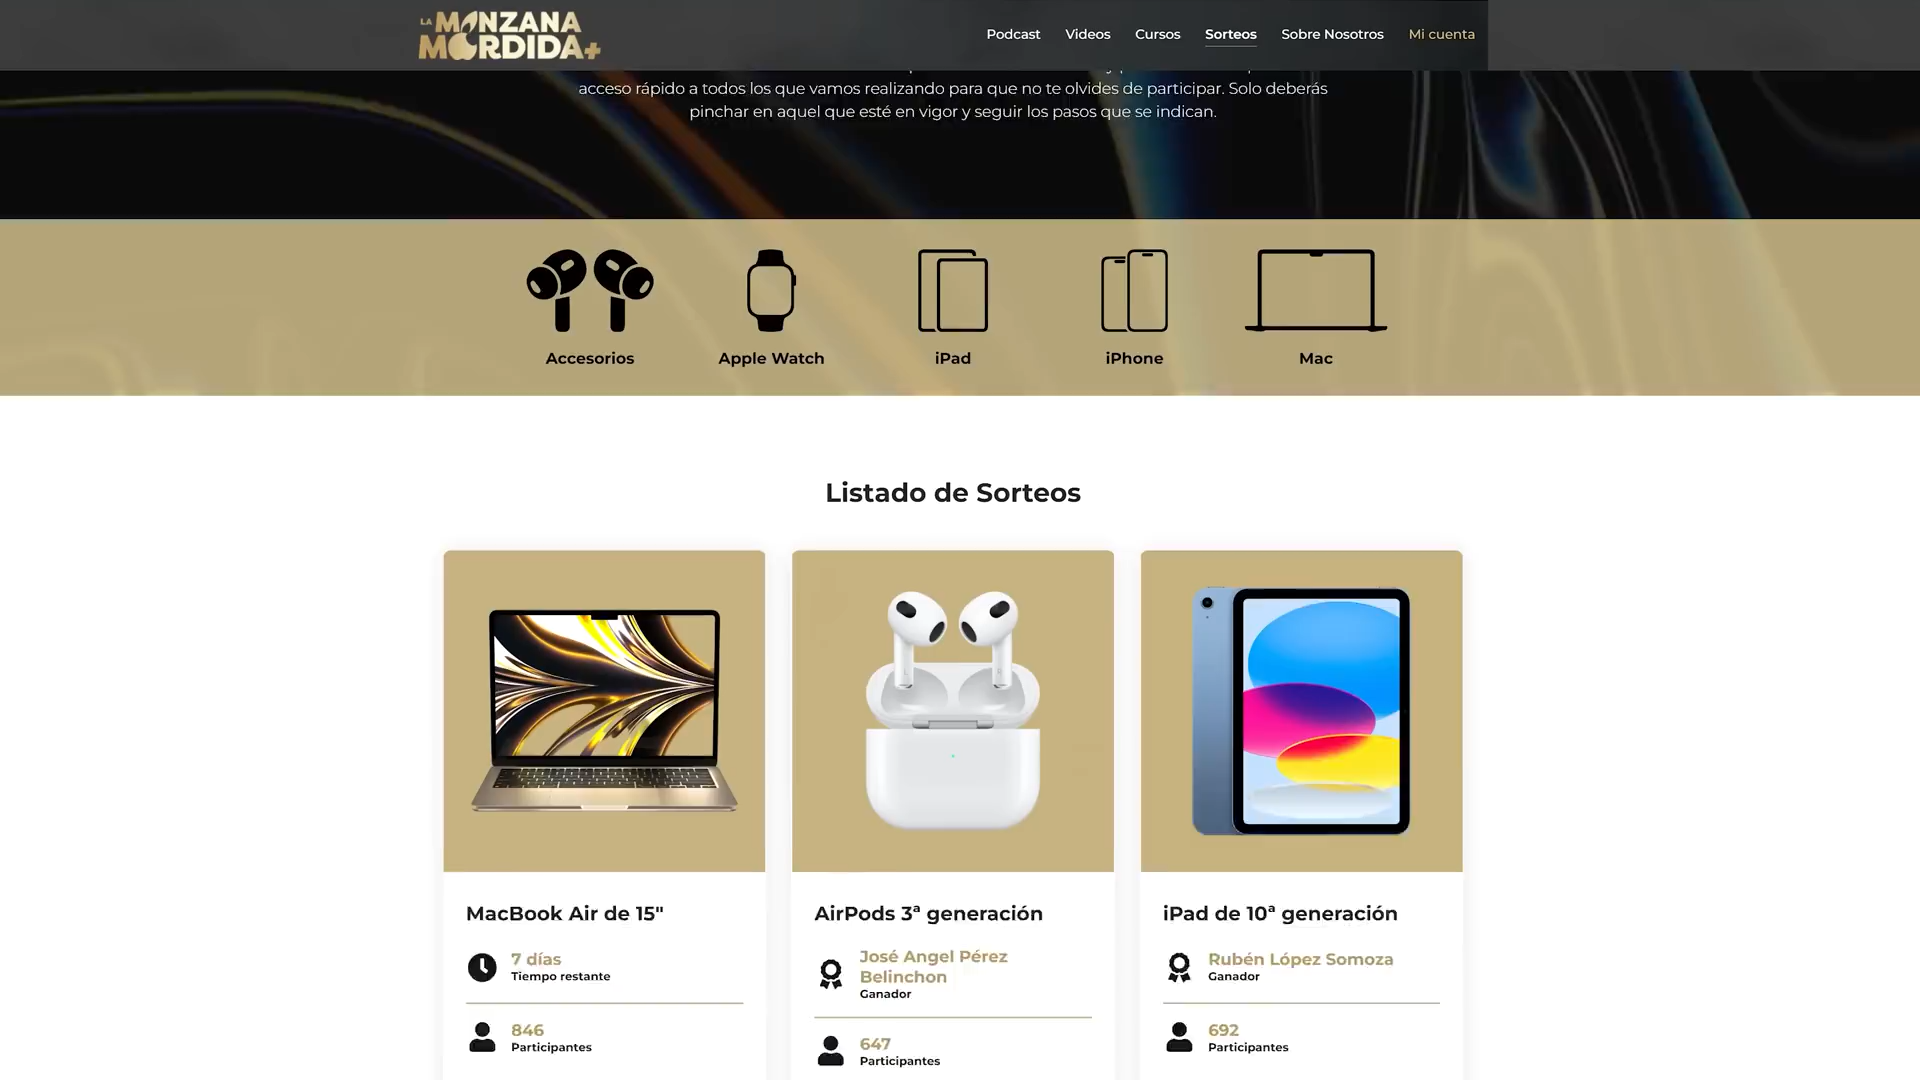 LA MANZANA
MORDIDA+
Podcast
Videos
Cursos
Sorteos
Sobre Nosotros
Mi cuenta
acceso rápido a todos los que vamos realizando para que no te olvides de participar. Solo deberás
pinchar en aquel que esté en vigor y seguir los pasos que se indican.
Accesorios
Apple Watch
iPad
iPhone
Mac
Listado de Sorteos
MacBook Air de 15"
7 días
Tiempo restante
846
Participantes
AirPods 3ª generación
José Angel Pérez
Belinchon
Ganador
647
Participantes
iPad de 10ª generación
Rubén López Somoza
Ganador
692
Participantes